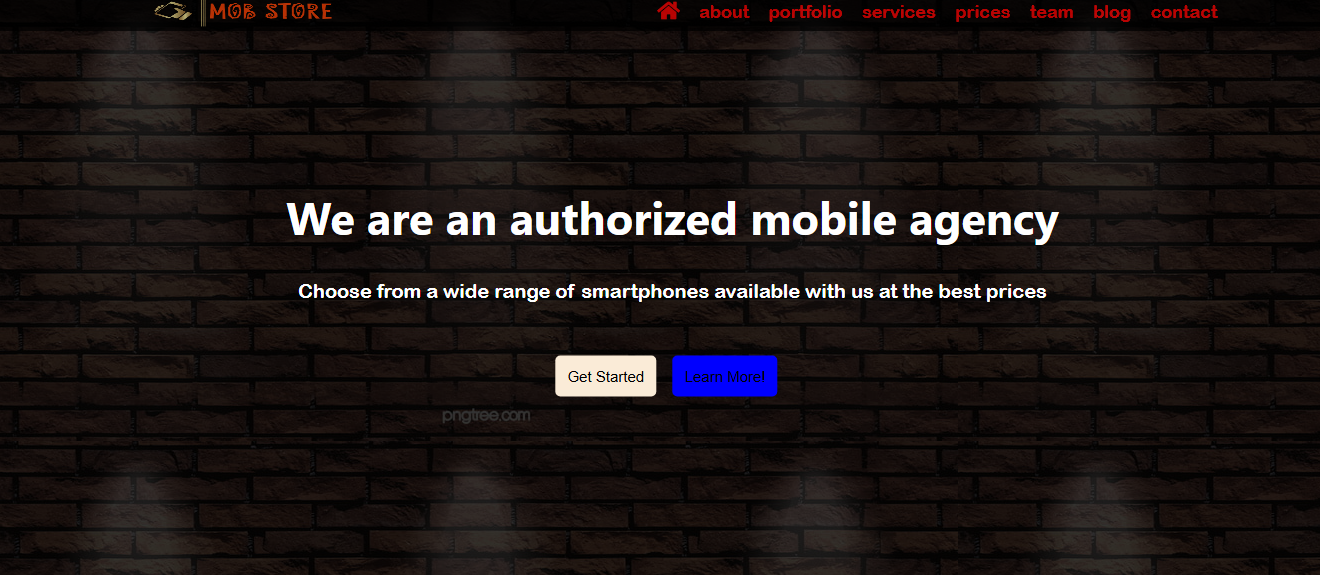 MOB STORE
about portfolio services prices team blog contact
We are an authorized mobile agency
Choose from a wide range of smartphones available with us at the best prices
Get Started Learn More!
pngtree.com